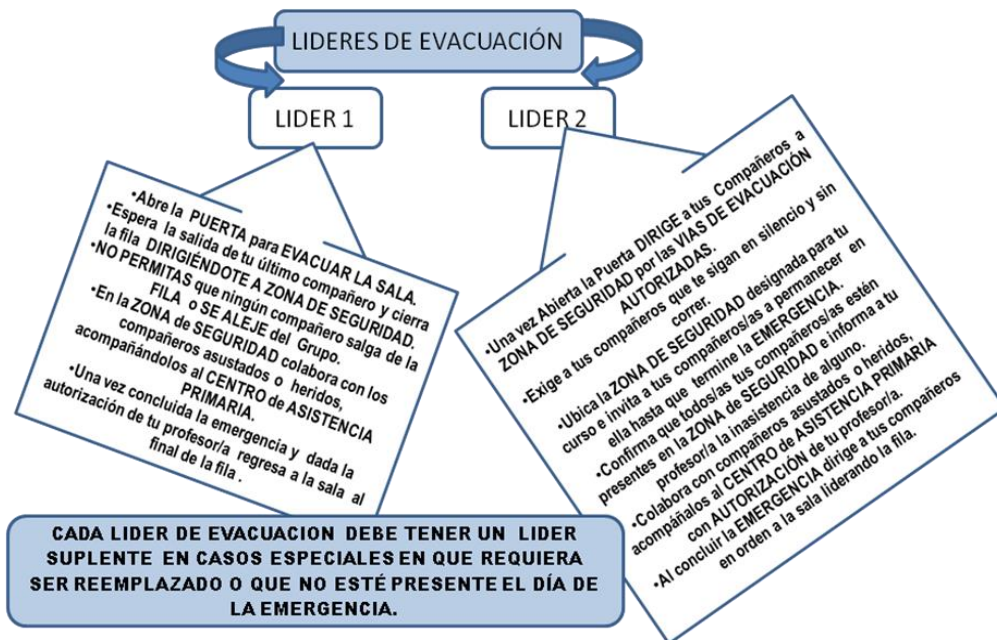 LIDERES DE EVACUACIÓN
LIDER 1
LIDER 2
•Abre la PUERTA para EVACUAR LA SALA.
•Espera la salida de tu último compañero y cierra
la fila DIRIGIÉNDOTE A ZONA DE SEGURIDAD.
•NO PERMITAS que ningún compañero salga de la
FILA o SE ALEJE del Grupo.
•En la ZONA de SEGURIDAD colabora con los
compañeros asustados o heridos,
acompañándolos al CENTRO de ASISTENCIA
PRIMARIA.
•Una vez concluida la emergencia y dada la
autorización de tu profesor/a regresa a la sala al
final de la fila .
•Una vez Abierta la Puerta DIRIGE a tus Compañeros a
ZONA DE SEGURIDAD por las VIAS DE EVACUACIÓN
AUTORIZADAS.
•Exige a tus compañeros que te sigan en silencio y sin
correr.
•Ubica la ZONA DE SEGURIDAD designada para tu
curso e invita a tus compañeros/as a permanecer en
ella hasta que termine la EMERGENCIA.
•Confirma que todos/as tus compañeros/as estén
presentes en la ZONA de SEGURIDAD e informa a tu
profesor/a la inasistencia de alguno.
•Colabora con compañeros asustados o heridos,
acompáñalos al CENTRO de ASISTENCIA PRIMARIA
con AUTORIZACIÓN de tu profesor/a.
•Al concluir la EMERGENCIA dirige a tus compañeros
en orden a la sala liderando la fila.
CADA LIDER DE EVACUACION DEBE TENER UN LIDER
SUPLENTE EN CASOS ESPECIALES EN QUE REQUIERA
SER REEMPLAZADO O QUE NO ESTÉ PRESENTE EL DÍA DE
LA EMERGENCIA.